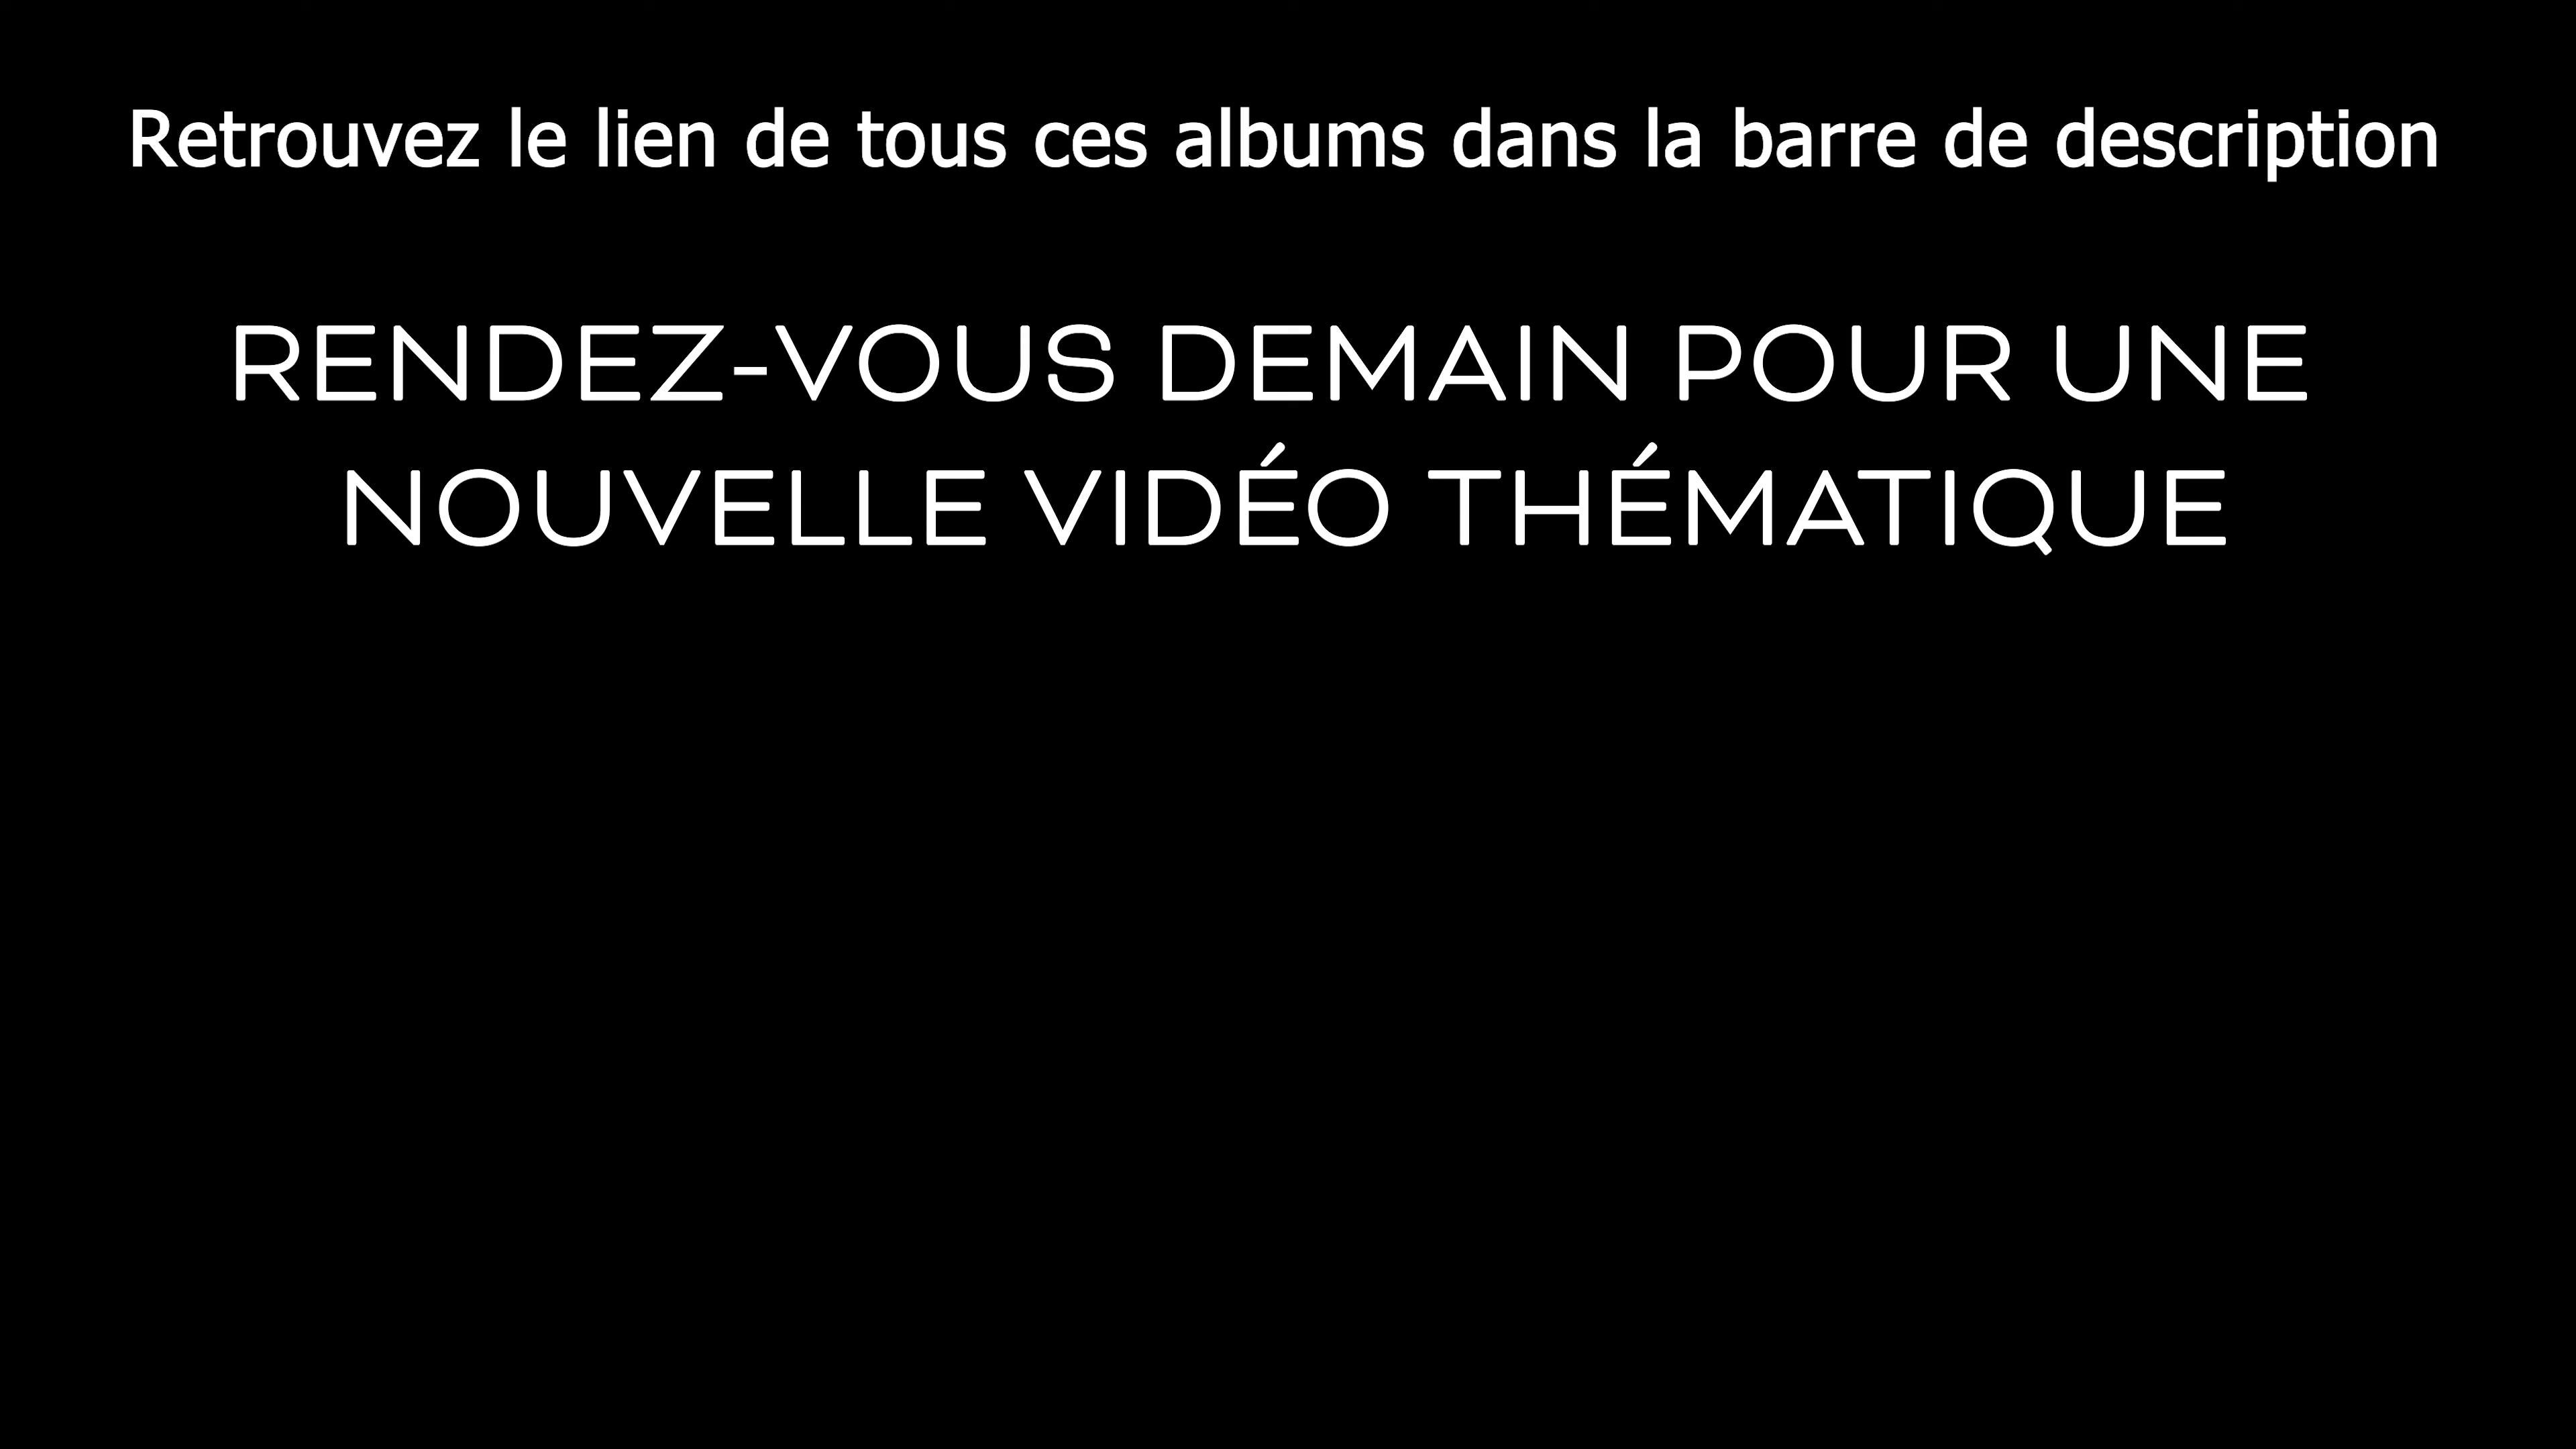 Retrouvez le lien de tous ces albums dans la barre de description
RENDEZ-VOUS DEMAIN POUR UNE
NOUVELLE VIDÉO THÉMATIQUE